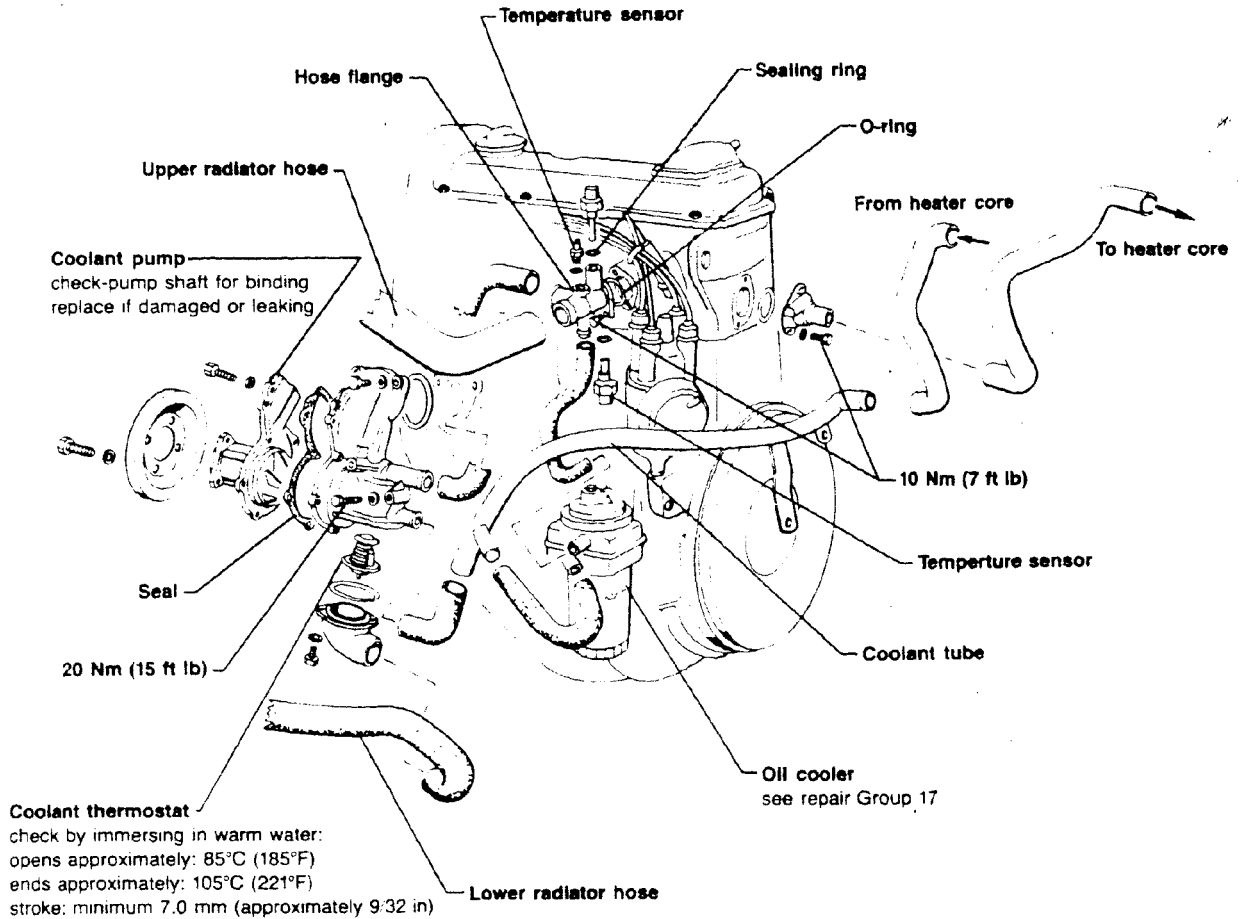 Temperature sensor
Hose flange
Sealing ring
O-ring
Upper radiator hose
From heater core
To heater core
Coolant pump
check-pump shaft for binding
replace if damaged or leaking
10 Nm (7 ft lb)
Temperture sensor
Seal
Coolant tube
20 Nm (15 ft lb)
Oil cooler
see repair Group 17
Coolant thermostat
check by immersing in warm water:
opens approximately: 85°C (185°F)
ends approximately: 105°C (221°F)
stroke: minimum 7.0 mm (approximately 9/32 in)
Lower radiator hose